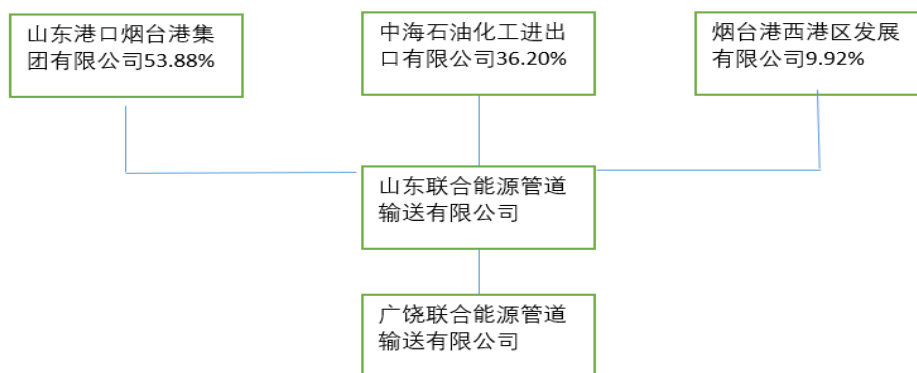 山东港口烟台港集
团有限公司53.88%
中海石油化工进出
口有限公司36.20%
烟台港西港区发展
有限公司9.92%
山东联合能源管道
输送有限公司
广饶联合能源管道
输送有限公司